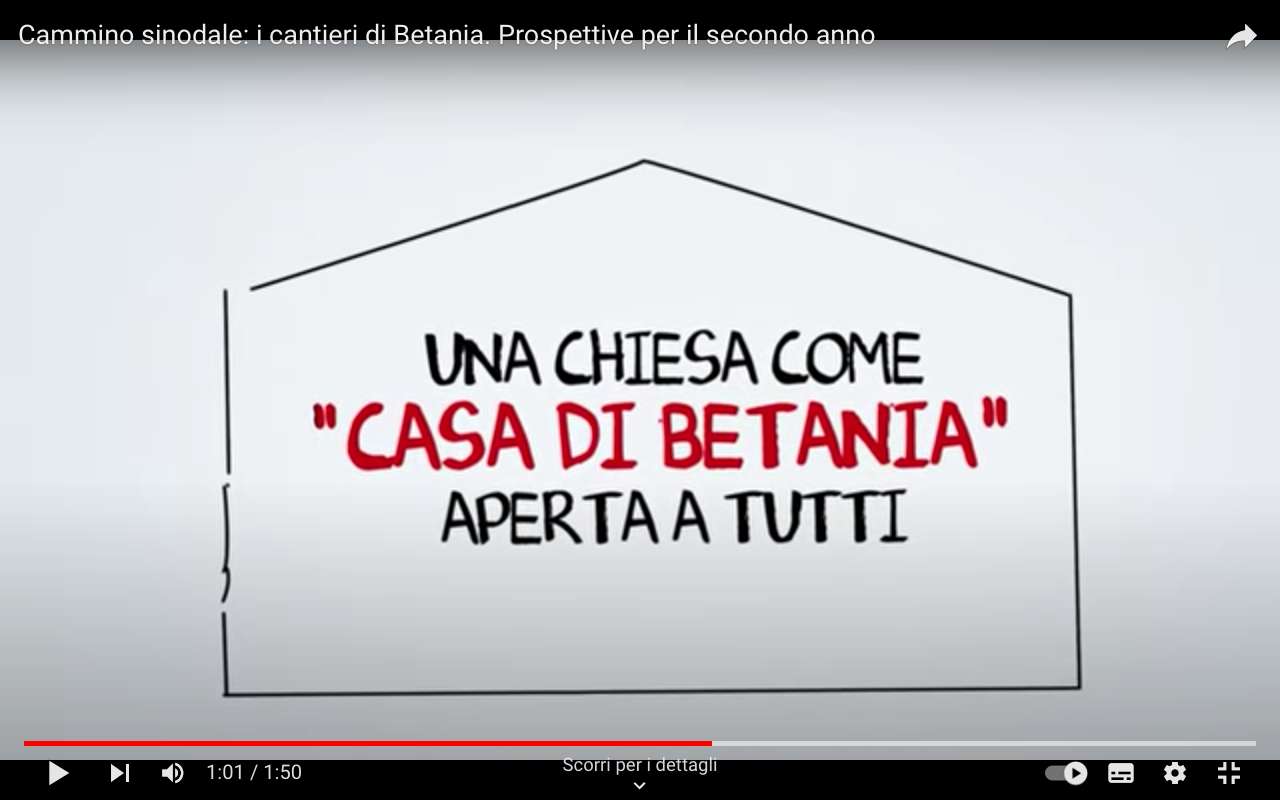 Cammino sinodale: i cantieri di Betania. Prospettive per il secondo anno
UNA CHIESA COME
"CASA DI BETANIA"
APERTA A TUTTI
1:01 / 1:50
Scorri per i dettagli